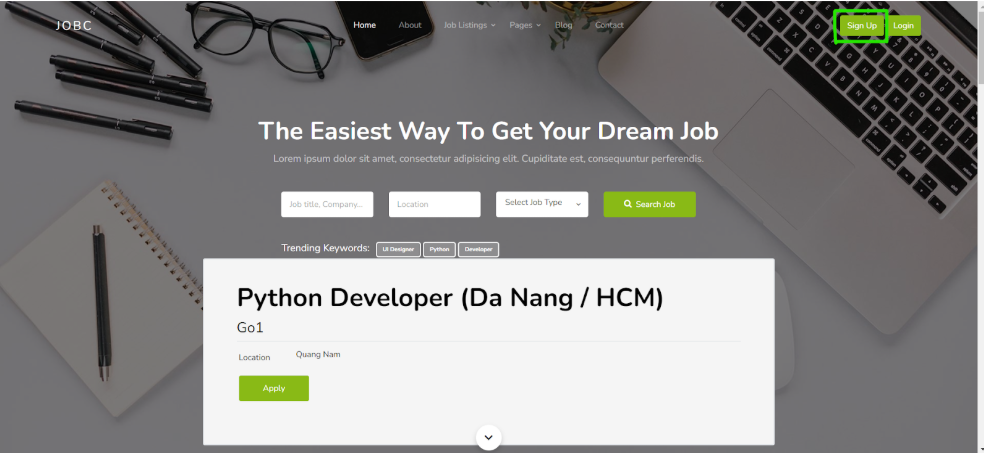 JOBC
Home About Job Listings Pages Blog Contact
Sign Up Login
The Easiest Way To Get Your Dream Job
Lorem ipsum dolor sit amet, consectetur adipisicing elit. Cupiditate est, consequuntur perferendis.
Job title, Company... Location Select Job Type Search Job
Trending Keywords: UI Designer Python Developer
Python Developer (Da Nang / HCM)
Go1
Location Quang Nam
Apply